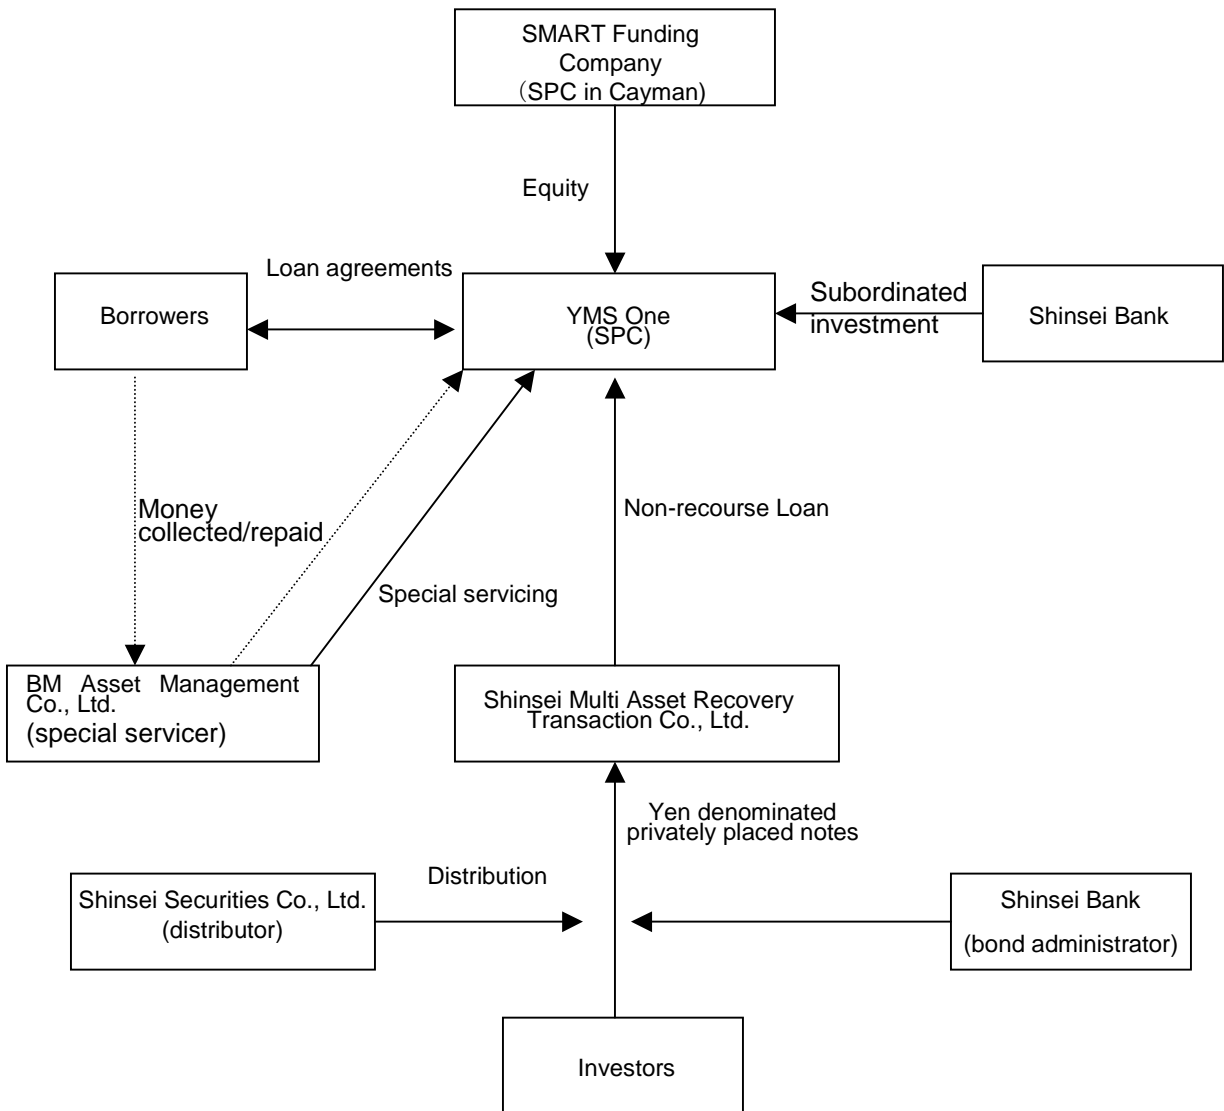 SMART Funding
Company
（SPC in Cayman)
Equity
Loan agreements
Borrowers
YMS One
(SPC)
Subordinated
investment
Shinsei Bank
Money
collected/repaid
Non-recourse Loan
Special servicing
BM Asset Management
Co., Ltd.
(special servicer)
Shinsei Multi Asset Recovery
Transaction Co., Ltd.
Yen denominated
privately placed notes
Distribution
Shinsei Securities Co., Ltd.
(distributor)
Shinsei Bank
(bond administrator)
Investors